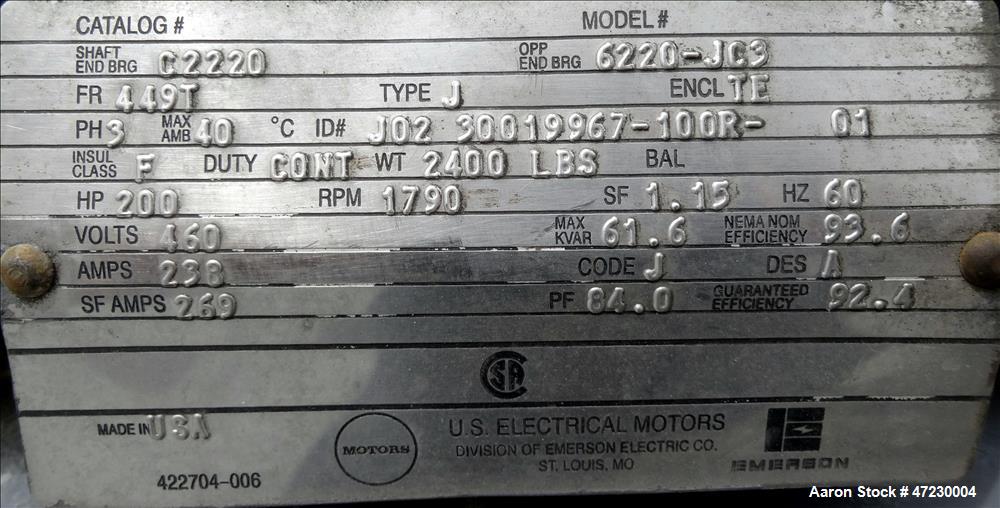 CATALOG # MODEL #
SHAFT END BRG C2220 OPP END BRG 6220-JC3
FR 449T TYPE J ENCL TE
PH 3 MAX AMB 40 °C ID# J02 30019967-100R- 01
INSUL CLASS F DUTY CONT WT 2400 LBS BAL
HP 200 RPM 1790 SF 1.15 HZ 60
VOLTS 460 MAX KVAR 61.6 NEMA NOM EFFICIENCY 93.6
AMPS 238 CODE J DES A
SF AMPS 269 PF 84.0 GUARANTEED EFFICIENCY 92.4
CSA
MADE IN USA
MOTORS
U.S. ELECTRICAL MOTORS
DIVISION OF EMERSON ELECTRIC CO.
ST. LOUIS, MO
EMERSON
422704-006
Aaron Stock # 47230004